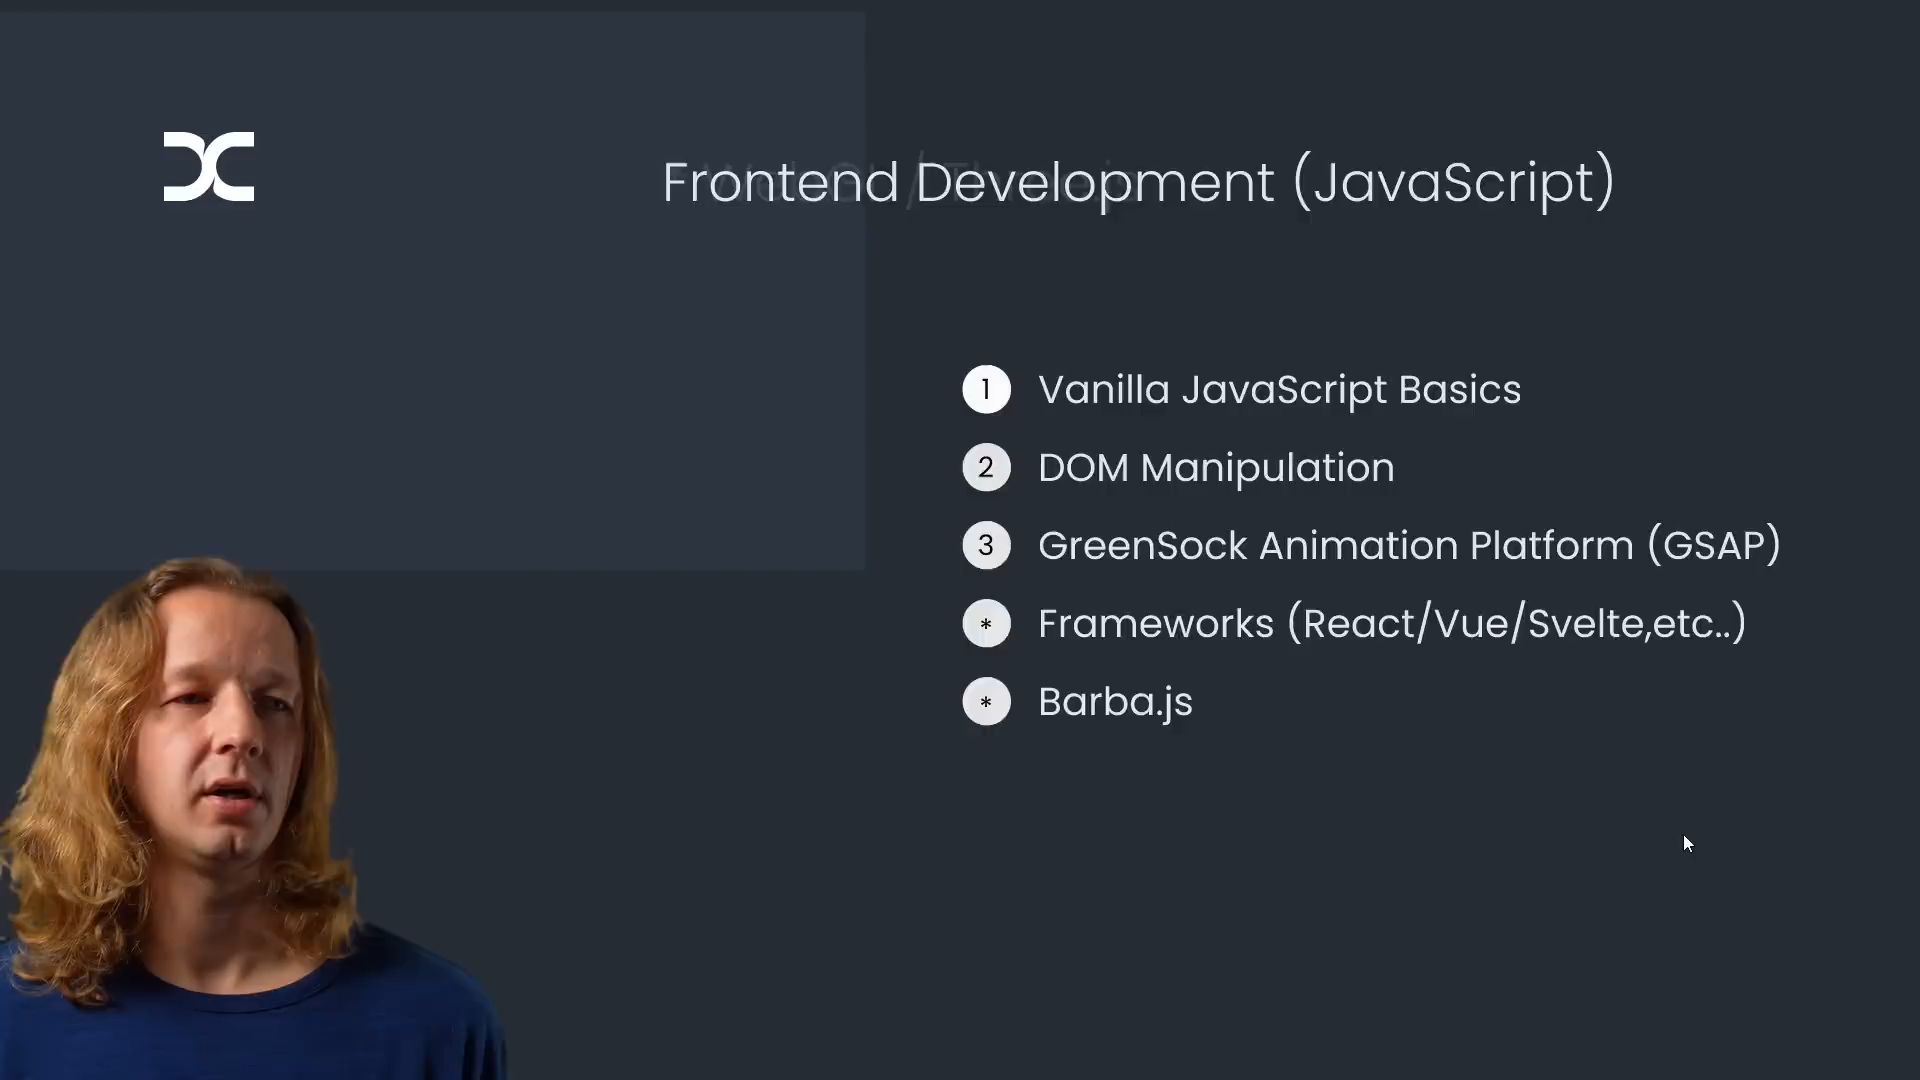 Frontend Development (JavaScript)
1 Vanilla JavaScript Basics
2 DOM Manipulation
3 GreenSock Animation Platform (GSAP)
* Frameworks (React/Vue/Svelte,etc..)
* Barba.js